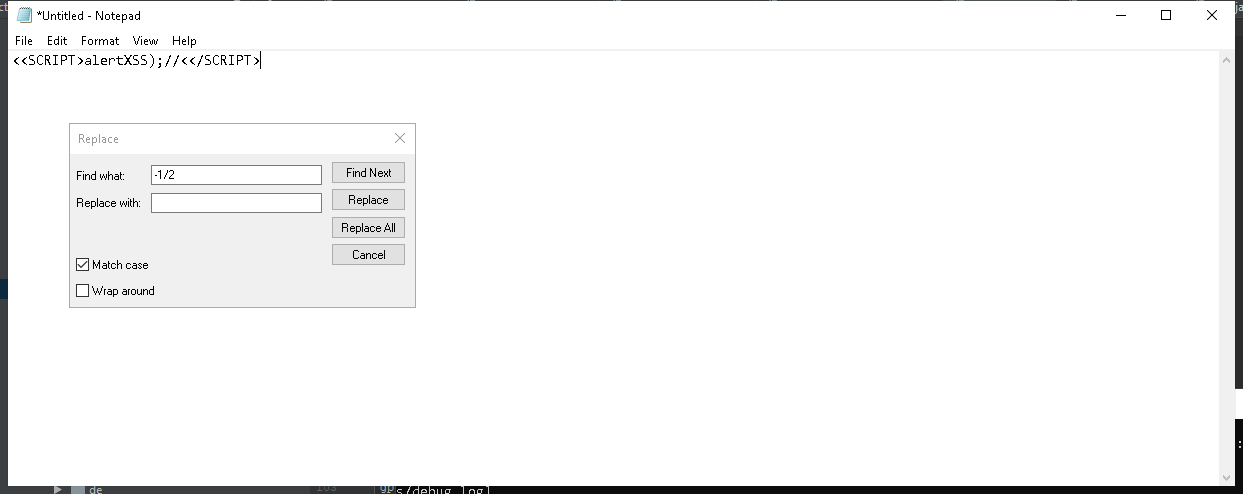 *Untitled - Notepad
File Edit Format View Help
<<SCRIPT>alertXSS);//<</SCRIPT>
Replace
Find what: -1/2 Find Next
Replace with: Replace
Replace All
Cancel
Match case
Wrap around
de 103 s/debug log]